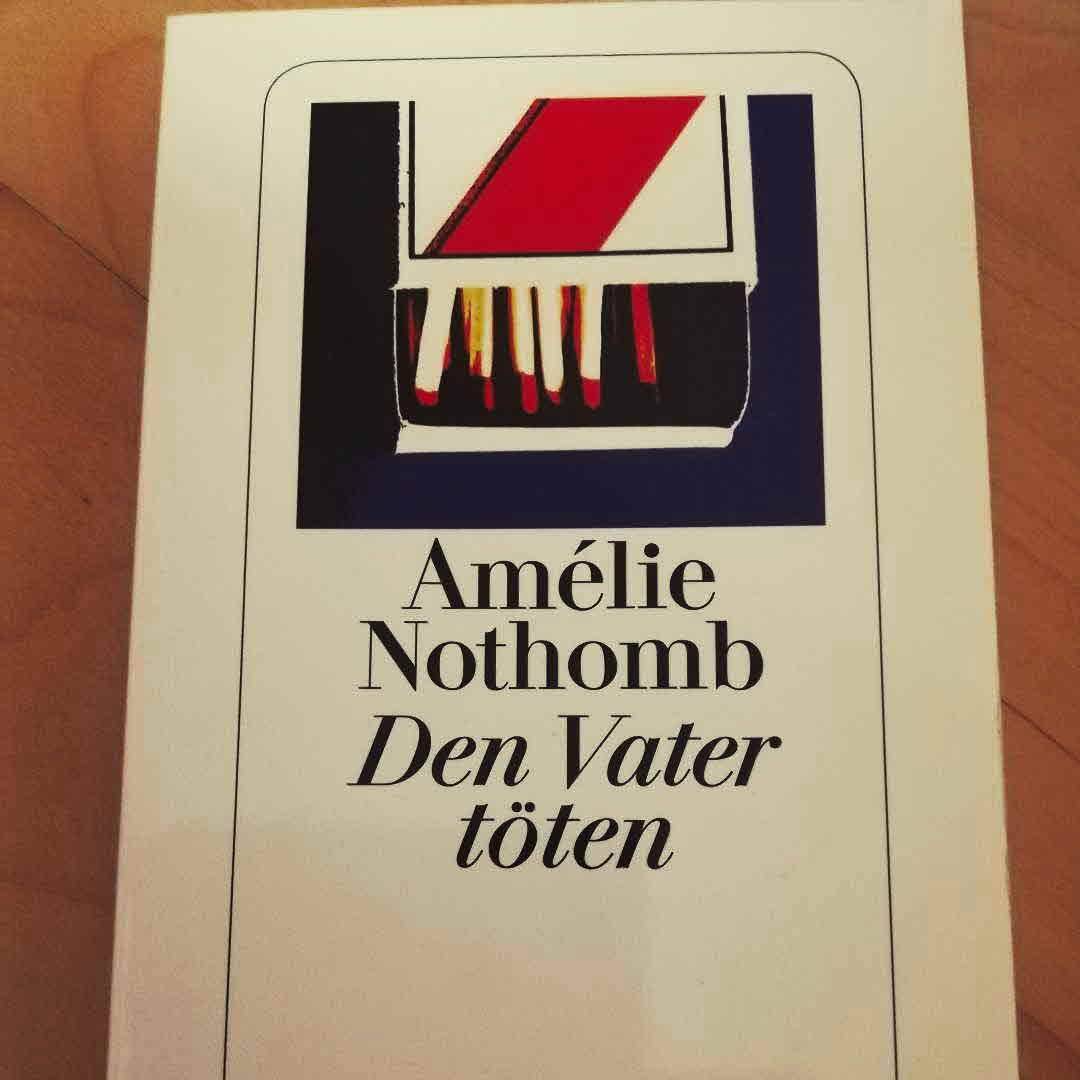 Amélie
Nothomb
Den Vater
töten